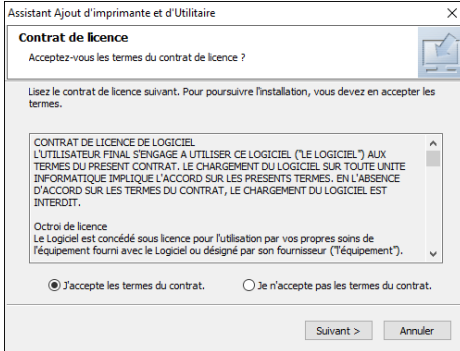 Assistant Ajout d'imprimante et d'Utilitaire
Contrat de licence
Acceptez-vous les termes du contrat de licence ?
Lisez le contrat de licence suivant. Pour poursuivre l'installation, vous devez en accepter les
termes.
CONTRAT DE LICENCE DE LOGICIEL
L'UTILISATEUR FINAL S'ENGAGE A UTILISER CE LOGICIEL ("LE LOGICIEL") AUX
TERMES DU PRESENT CONTRAT. LE CHARGEMENT DU LOGICIEL SUR TOUTE UNITE
INFORMATIQUE IMPLIQUE L'ACCORD SUR LES PRESENTS TERMES. EN L'ABSENCE
D'ACCORD SUR LES TERMES DU CONTRAT, LE CHARGEMENT DU LOGICIEL EST
INTERDIT.
Octroi de licence
Le Logiciel est concédé sous licence pour l'utilisation par vos propres soins de
l'équipement fourni avec le Logiciel ou désigné par son fournisseur ("l'équipement").
J'accepte les termes du contrat. Je n'accepte pas les termes du contrat.
Suivant > Annuler